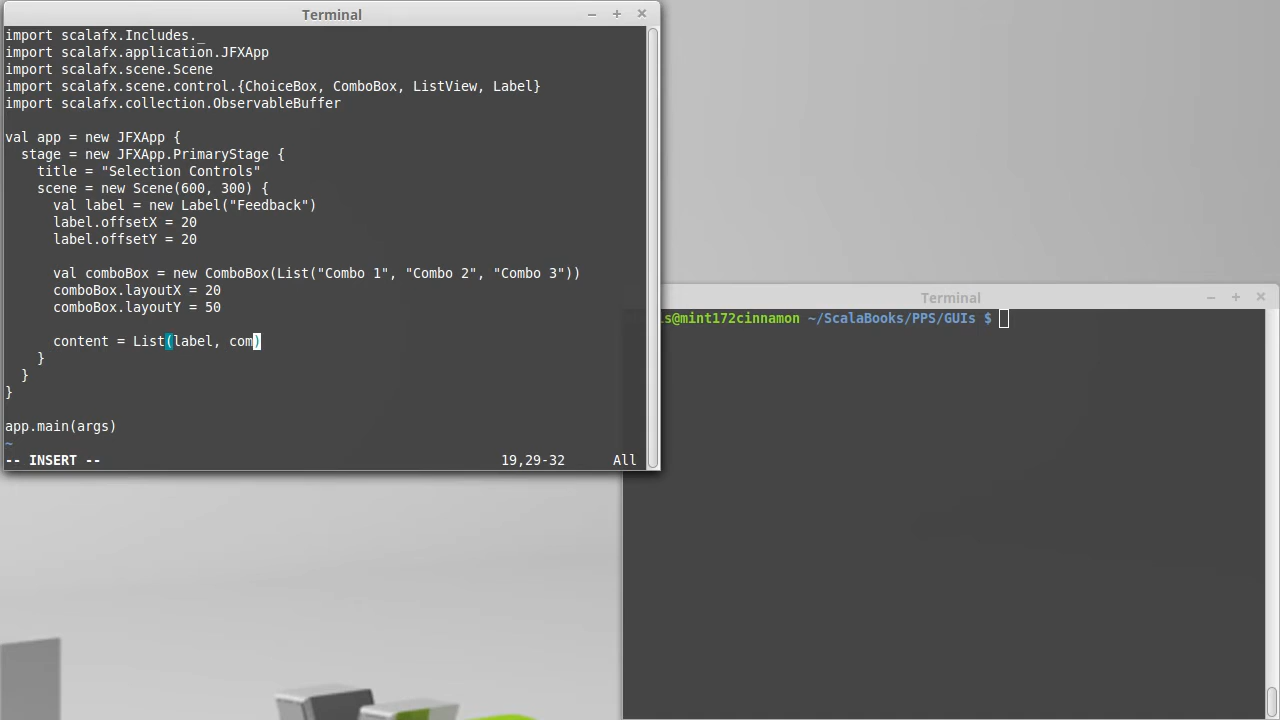 Terminal
import scalafx.Includes._
import scalafx.application.JFXApp
import scalafx.scene.Scene
import scalafx.scene.control.{ChoiceBox, ComboBox, ListView, Label}
import scalafx.collection.ObservableBuffer
val app = new JFXApp {
  stage = new JFXApp.PrimaryStage {
    title = "Selection Controls"
    scene = new Scene(600, 300) {
      val label = new Label("Feedback")
      label.offsetX = 20
      label.offsetY = 20
      val comboBox = new ComboBox(List("Combo 1", "Combo 2", "Combo 3"))
      comboBox.layoutX = 20
      comboBox.layoutY = 50
      content = List(label, com)
    }
  }
}
app.main(args)
~
-- INSERT -- 19,29-32 All
Terminal
s@mint172cinnamon ~/ScalaBooks/PPS/GUIs $